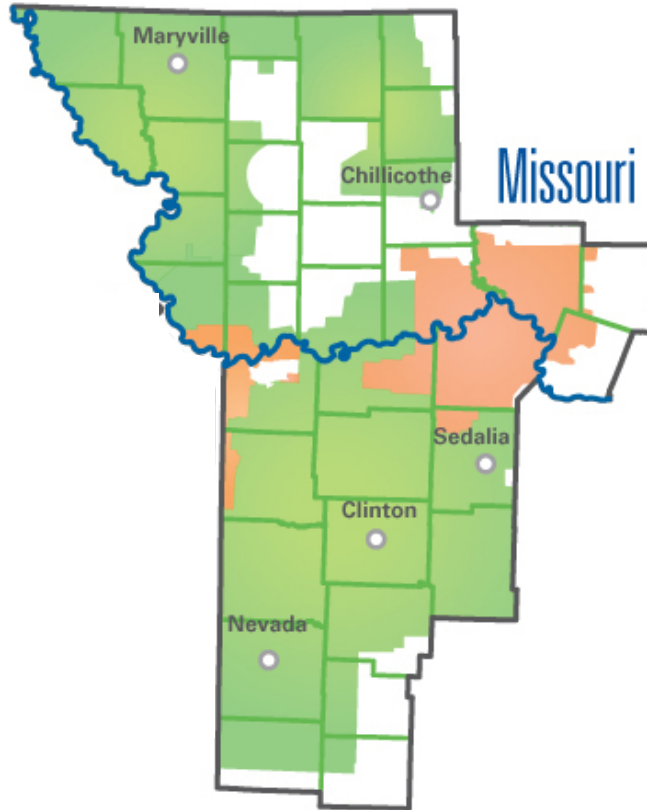 Maryville
Chillicothe
Missouri
Sedalia
Clinton
Nevada